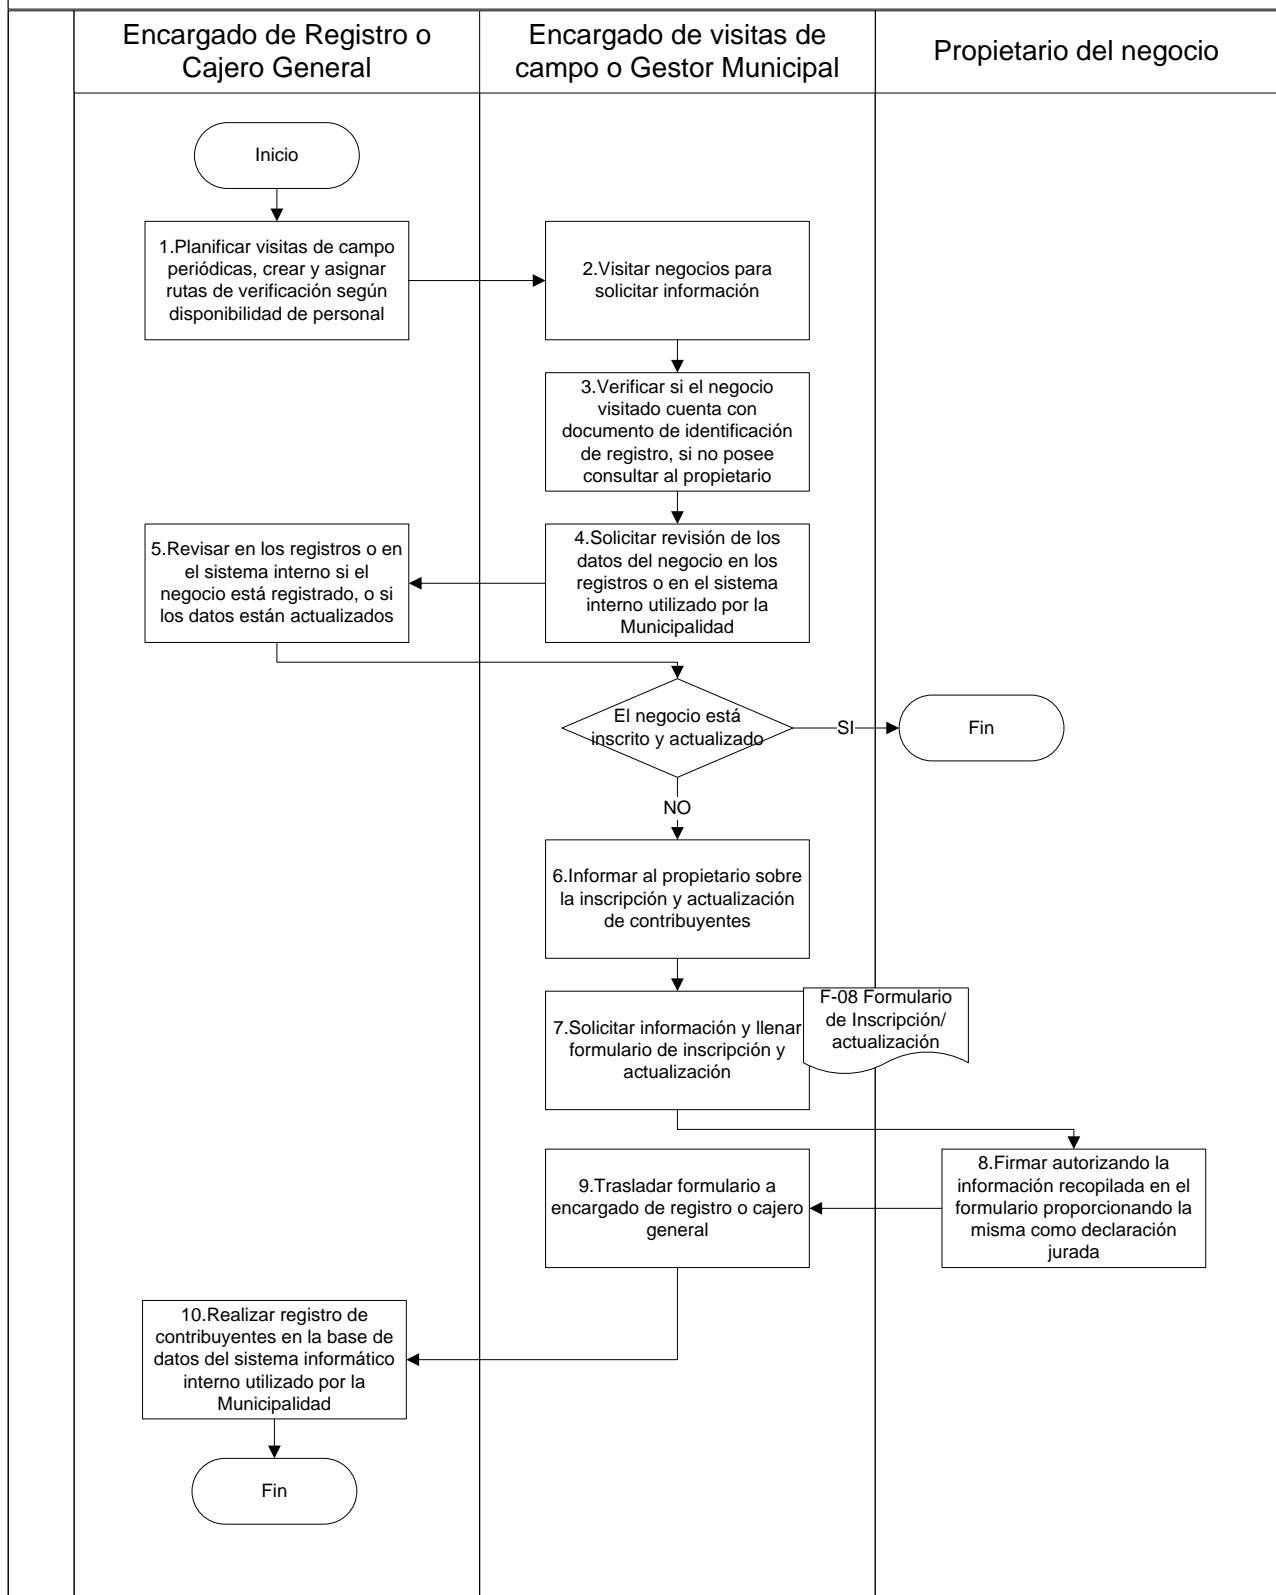 Encargado de Registro o
Cajero General
Encargado de visitas de
campo o Gestor Municipal
Propietario del negocio
Inicio
1.Planificar visitas de campo
periódicas, crear y asignar
rutas de verificación según
disponibilidad de personal
2.Visitar negocios para
solicitar información
3.Verificar si el negocio
visitado cuenta con
documento de identificación
de registro, si no posee
consultar al propietario
4.Solicitar revisión de los
datos del negocio en los
registros o en el sistema
interno utilizado por la
Municipalidad
5.Revisar en los registros o en
el sistema interno si el
negocio está registrado, o si
los datos están actualizados
El negocio está
inscrito y actualizado
SI
Fin
NO
6.Informar al propietario sobre
la inscripción y actualización
de contribuyentes
7.Solicitar información y llenar
formulario de inscripción y
actualización
F-08 Formulario
de Inscripción/
actualización
8.Firmar autorizando la
información recopilada en el
formulario proporcionando la
misma como declaración
jurada
9.Trasladar formulario a
encargado de registro o cajero
general
10.Realizar registro de
contribuyentes en la base de
datos del sistema informático
interno utilizado por la
Municipalidad
Fin